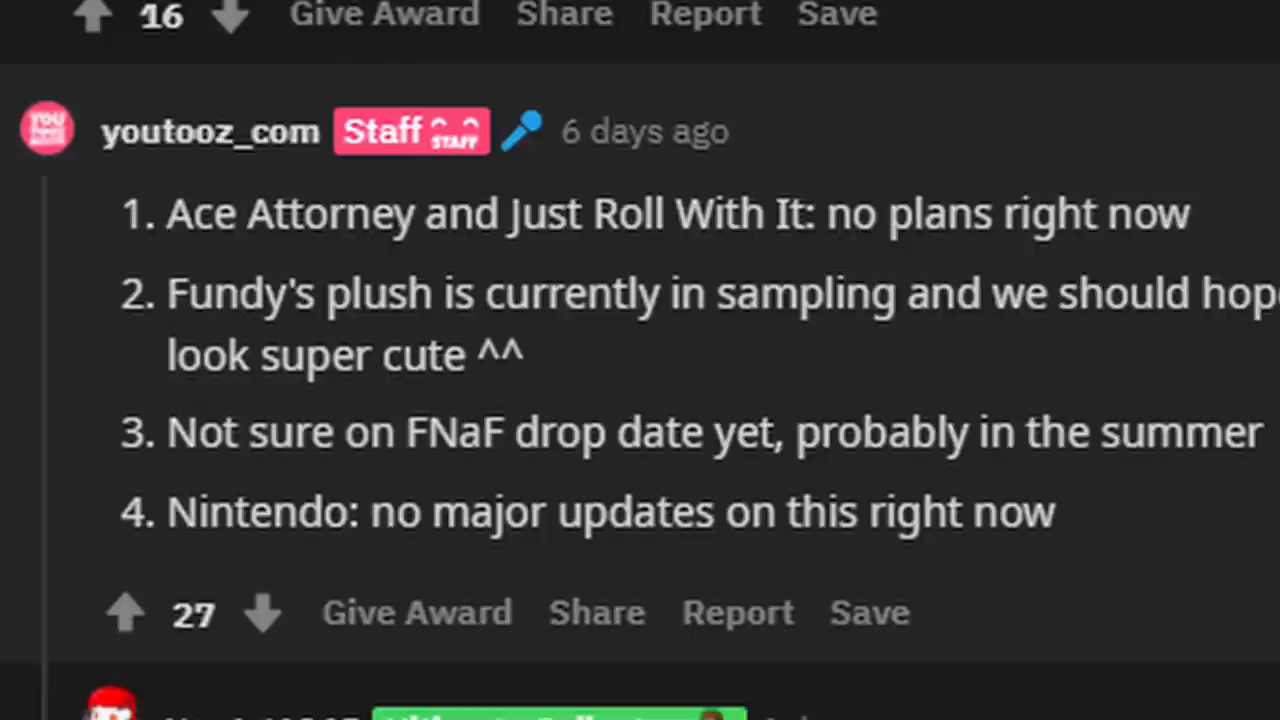 16 Give Award Share Report Save
youtooz_com Staff STAFF 6 days ago
1. Ace Attorney and Just Roll With It: no plans right now
2. Fundy's plush is currently in sampling and we should hop
look super cute ^^
3. Not sure on FNaF drop date yet, probably in the summer
4. Nintendo: no major updates on this right now
27 Give Award Share Report Save